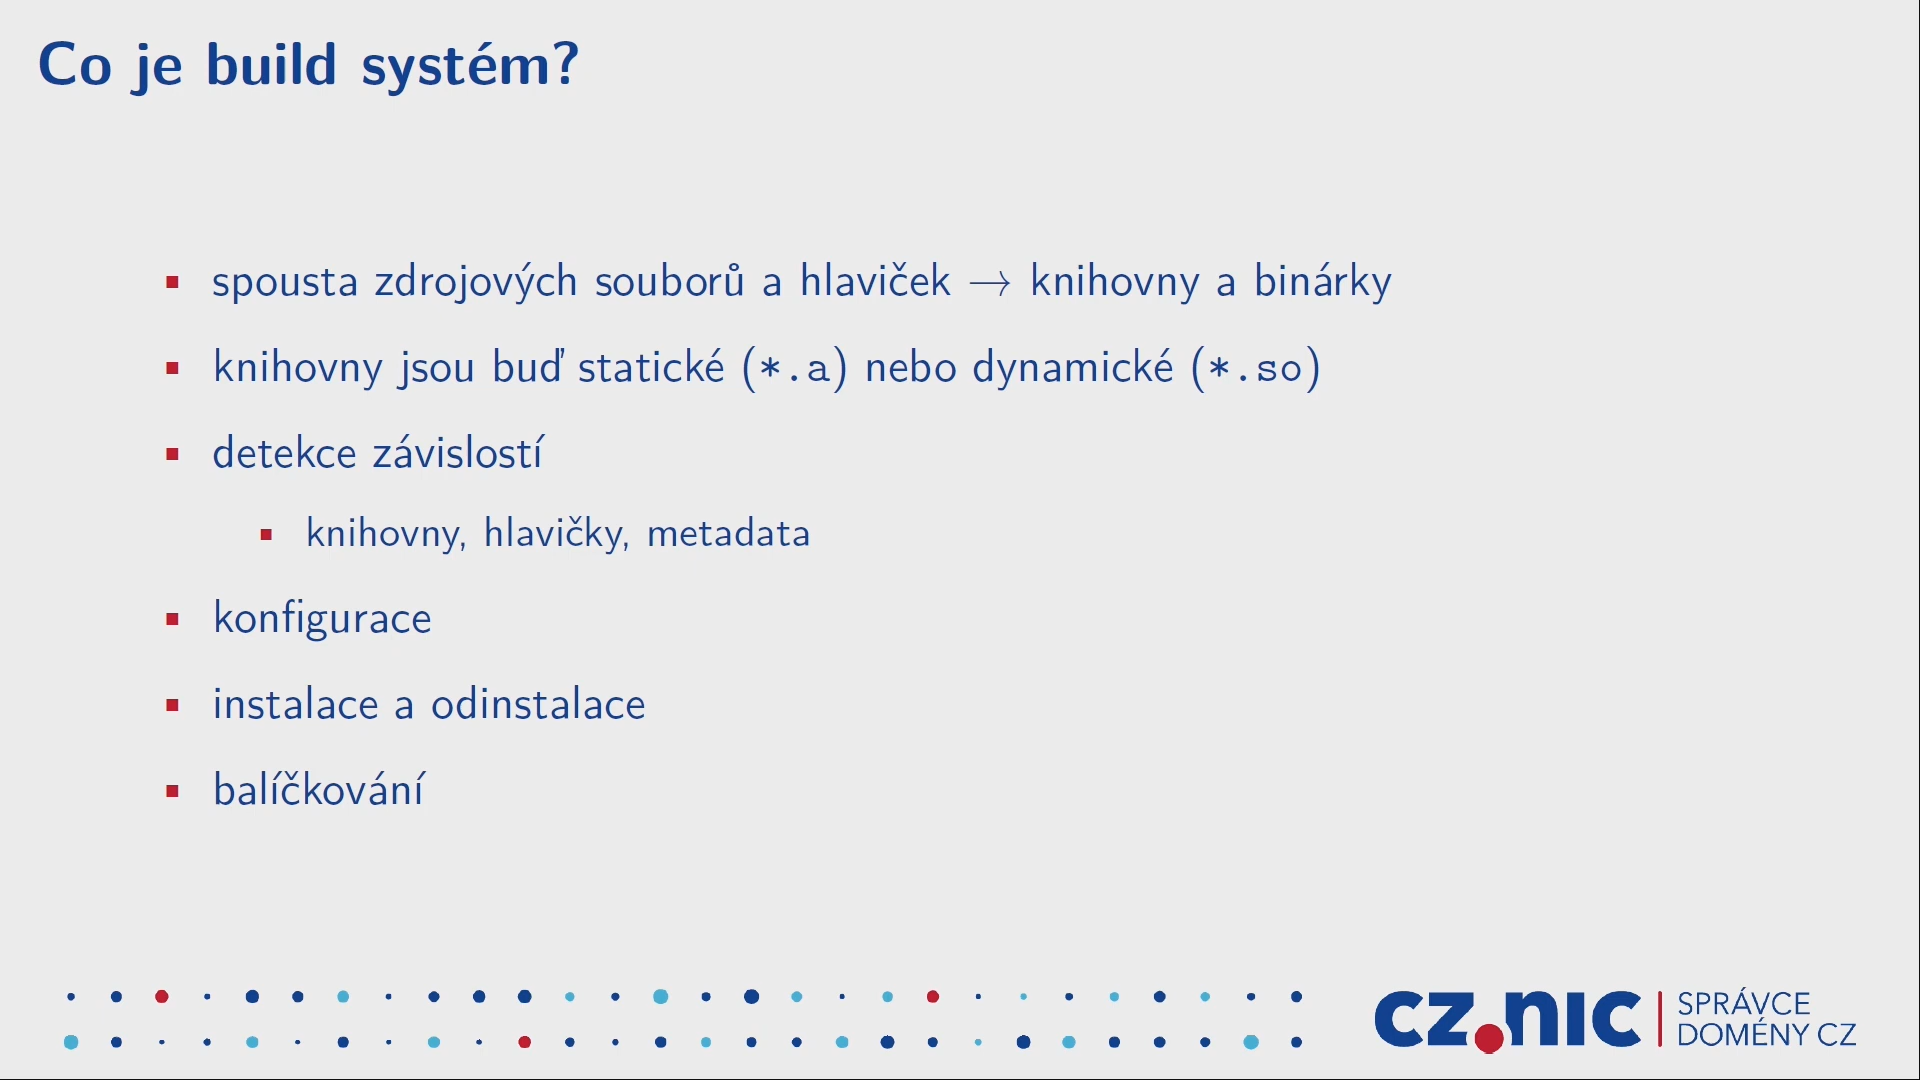 Co je build systém?
spousta zdrojových souborů a hlaviček → knihovny a binárky
knihovny jsou buď statické (*.a) nebo dynamické (*.so)
detekce závislostí
knihovny, hlavičky, metadata
konfigurace
instalace a odinstalace
balíčkování
cz.nic
SPRÁVCE
DOMÉNY CZ